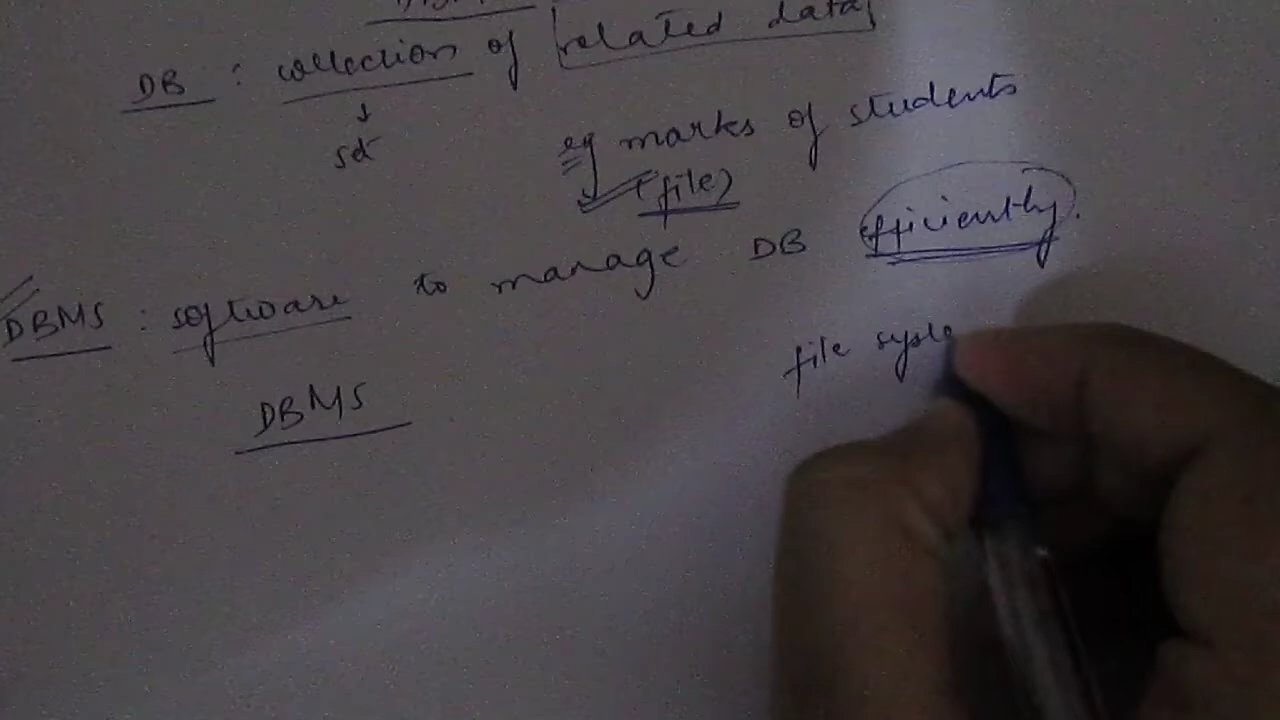 DB : collection of related data
↓
set
eg marks of students
(file)
DBMS : software to manage DB efficiently.
DBMS
file syste